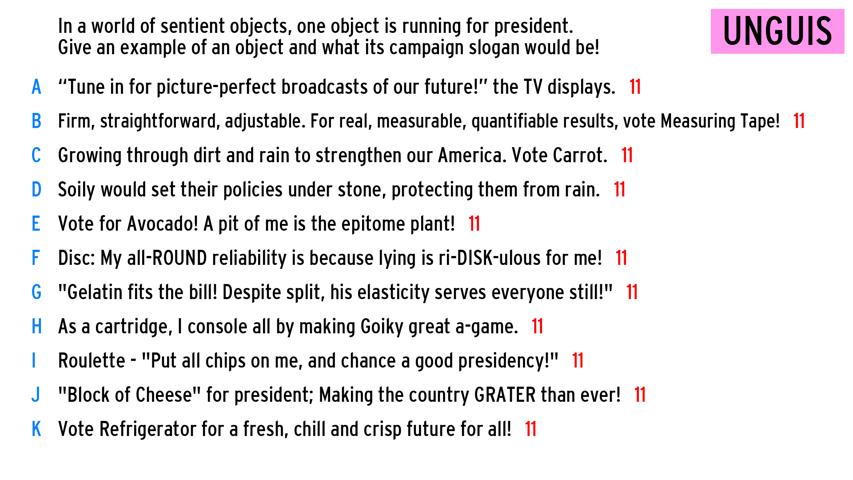 In a world of sentient objects, one object is running for president.
Give an example of an object and what its campaign slogan would be!
UNGUIS
A “Tune in for picture-perfect broadcasts of our future!” the TV displays. 11
B Firm, straightforward, adjustable. For real, measurable, quantifiable results, vote Measuring Tape! 11
C Growing through dirt and rain to strengthen our America. Vote Carrot. 11
D Soily would set their policies under stone, protecting them from rain. 11
E Vote for Avocado! A pit of me is the epitome plant! 11
F Disc: My all-ROUND reliability is because lying is ri-DISK-ulous for me! 11
G "Gelatin fits the bill! Despite split, his elasticity serves everyone still!" 11
H As a cartridge, I console all by making Goiky great a-game. 11
I Roulette - "Put all chips on me, and chance a good presidency!" 11
J "Block of Cheese" for president; Making the country GRATER than ever! 11
K Vote Refrigerator for a fresh, chill and crisp future for all! 11